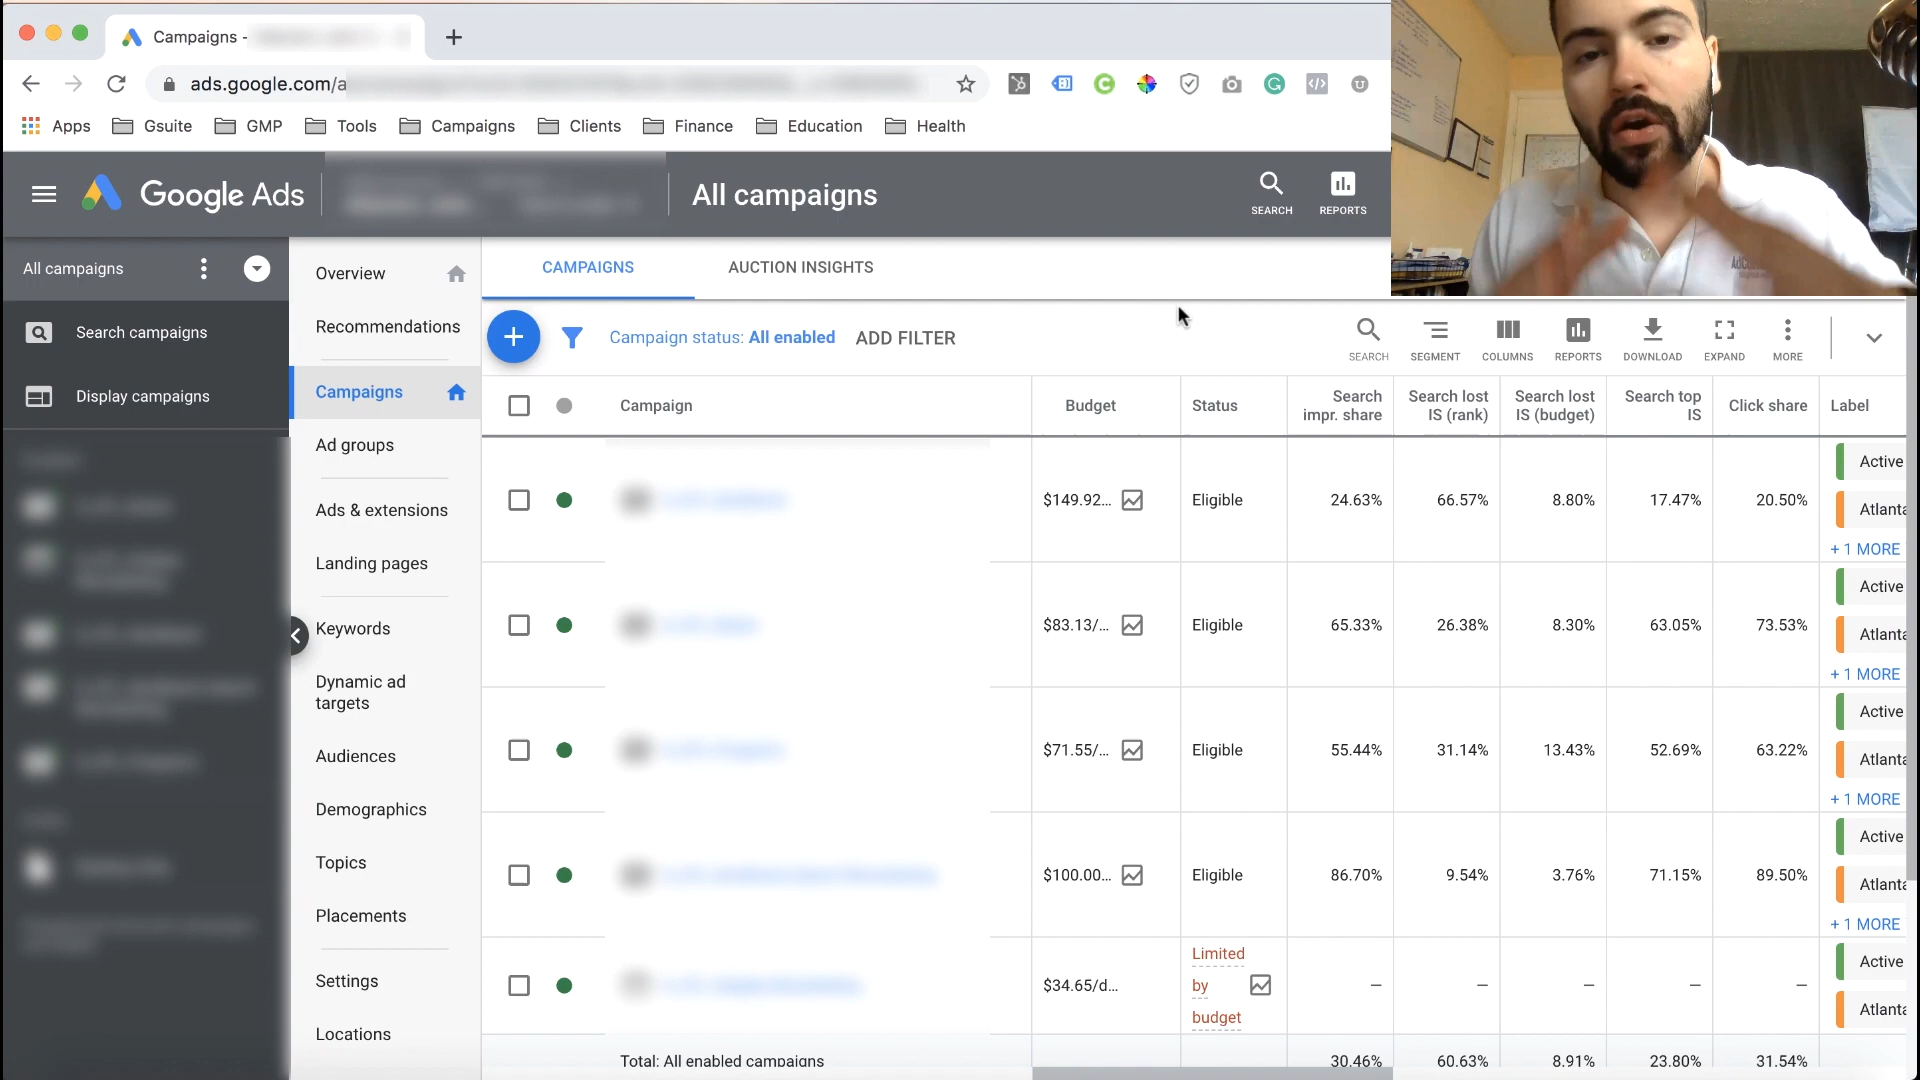 Campaigns -
ads.google.com/a
Apps Gsuite GMP Tools Campaigns Clients Finance Education Health
Google Ads All campaigns SEARCH REPORTS
All campaigns
Search campaigns
Display campaigns
Overview
Recommendations
Campaigns
Ad groups
Ads & extensions
Landing pages
Keywords
Dynamic ad
targets
Audiences
Demographics
Topics
Placements
Settings
Locations
CAMPAIGNS AUCTION INSIGHTS
Campaign status: All enabled ADD FILTER
SEARCH SEGMENT COLUMNS REPORTS DOWNLOAD EXPAND MORE
Campaign Budget Status Search impr. share Search lost IS (rank) Search lost IS (budget) Search top IS Click share Label
$149.92... Eligible 24.63% 66.57% 8.80% 17.47% 20.50%
Active
Atlanta
+ 1 MORE
$83.13/... Eligible 65.33% 26.38% 8.30% 63.05% 73.53%
Active
Atlanta
+ 1 MORE
$71.55/... Eligible 55.44% 31.14% 13.43% 52.69% 63.22%
Active
Atlanta
+ 1 MORE
$100.00... Eligible 86.70% 9.54% 3.76% 71.15% 89.50%
Active
Atlanta
+ 1 MORE
$34.65/d... Limited by budget – – – – –
Active
Atlanta
Total: All enabled campaigns 30.46% 60.63% 8.91% 23.80% 31.54%